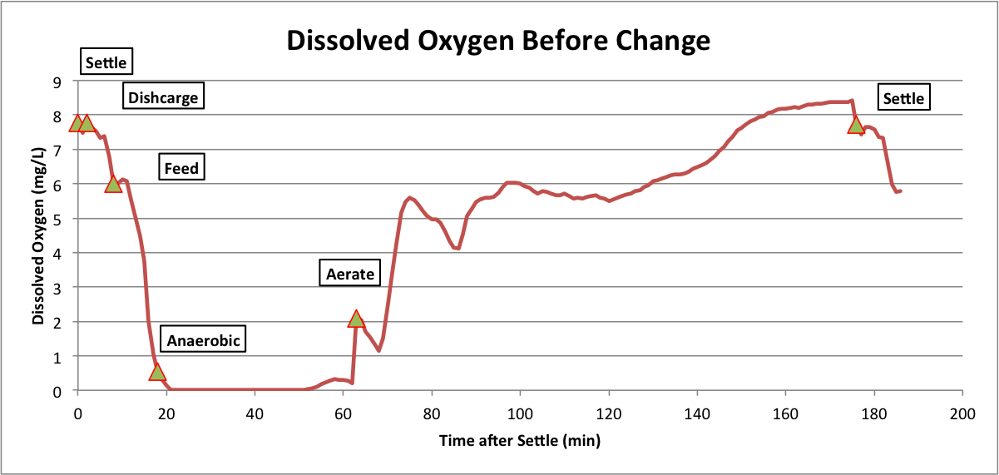 Dissolved Oxygen Before Change
Settle
Dishcarge
Settle
Feed
Aerate
Anaerobic
Dissolved Oxygen (mg/L)
9
8
7
6
5
4
3
2
1
0
0 20 40 60 80 100 120 140 160 180 200
Time after Settle (min)